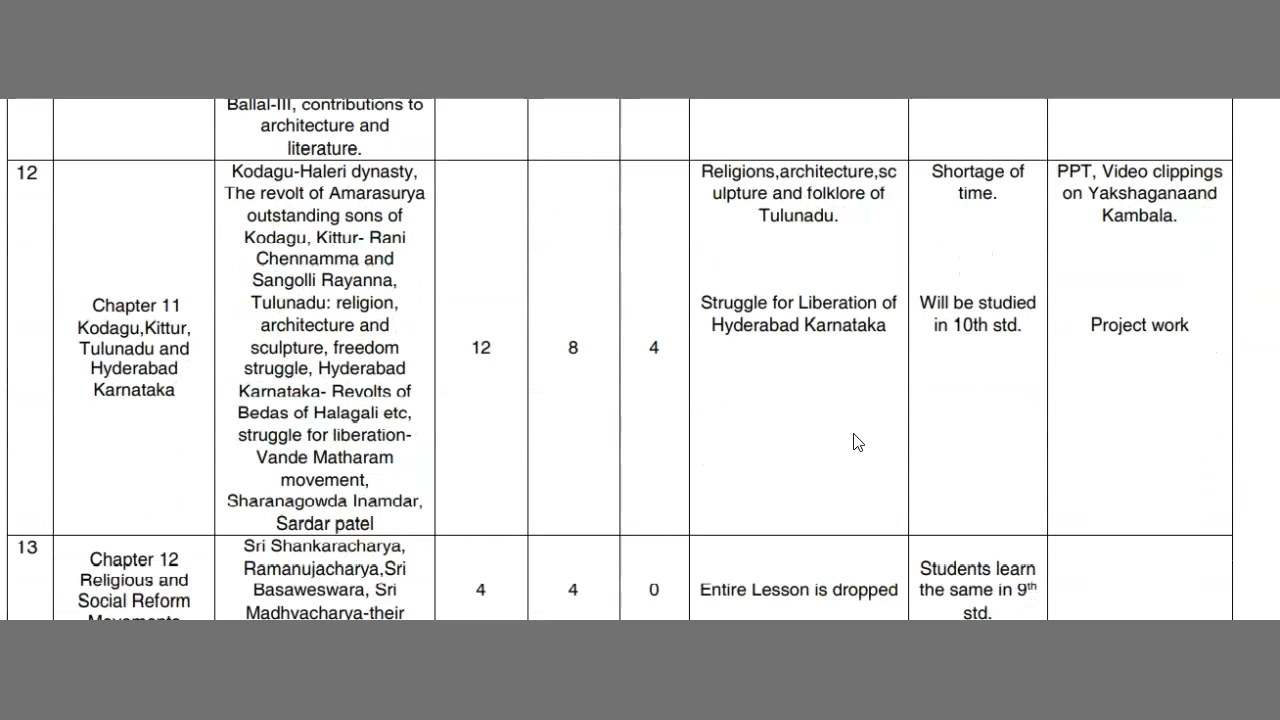 Ballal-III, contributions to
architecture and
literature.
12
Chapter 11
Kodagu,Kittur,
Tulunadu and
Hyderabad
Karnataka
Kodagu-Haleri dynasty,
The revolt of Amarasurya
outstanding sons of
Kodagu, Kittur- Rani
Chennamma and
Sangolli Rayanna,
Tulunadu: religion,
architecture and
sculpture, freedom
struggle, Hyderabad
Karnataka- Revolts of
Bedas of Halagali etc,
struggle for liberation-
Vande Matharam
movement,
Sharanagowda Inamdar,
Sardar patel
12
8
4
Religions,architecture,sc
ulpture and folklore of
Tulunadu.
Struggle for Liberation of
Hyderabad Karnataka
Shortage of
time.
Will be studied
in 10th std.
PPT, Video clippings
on Yakshaganaand
Kambala.
Project work
13
Chapter 12
Religious and
Social Reform
Movements
Sri Shankaracharya,
Ramanujacharya,Sri
Basaweswara, Sri
Madhvacharya-their
4
4
0
Entire Lesson is dropped
Students learn
the same in 9th
std.